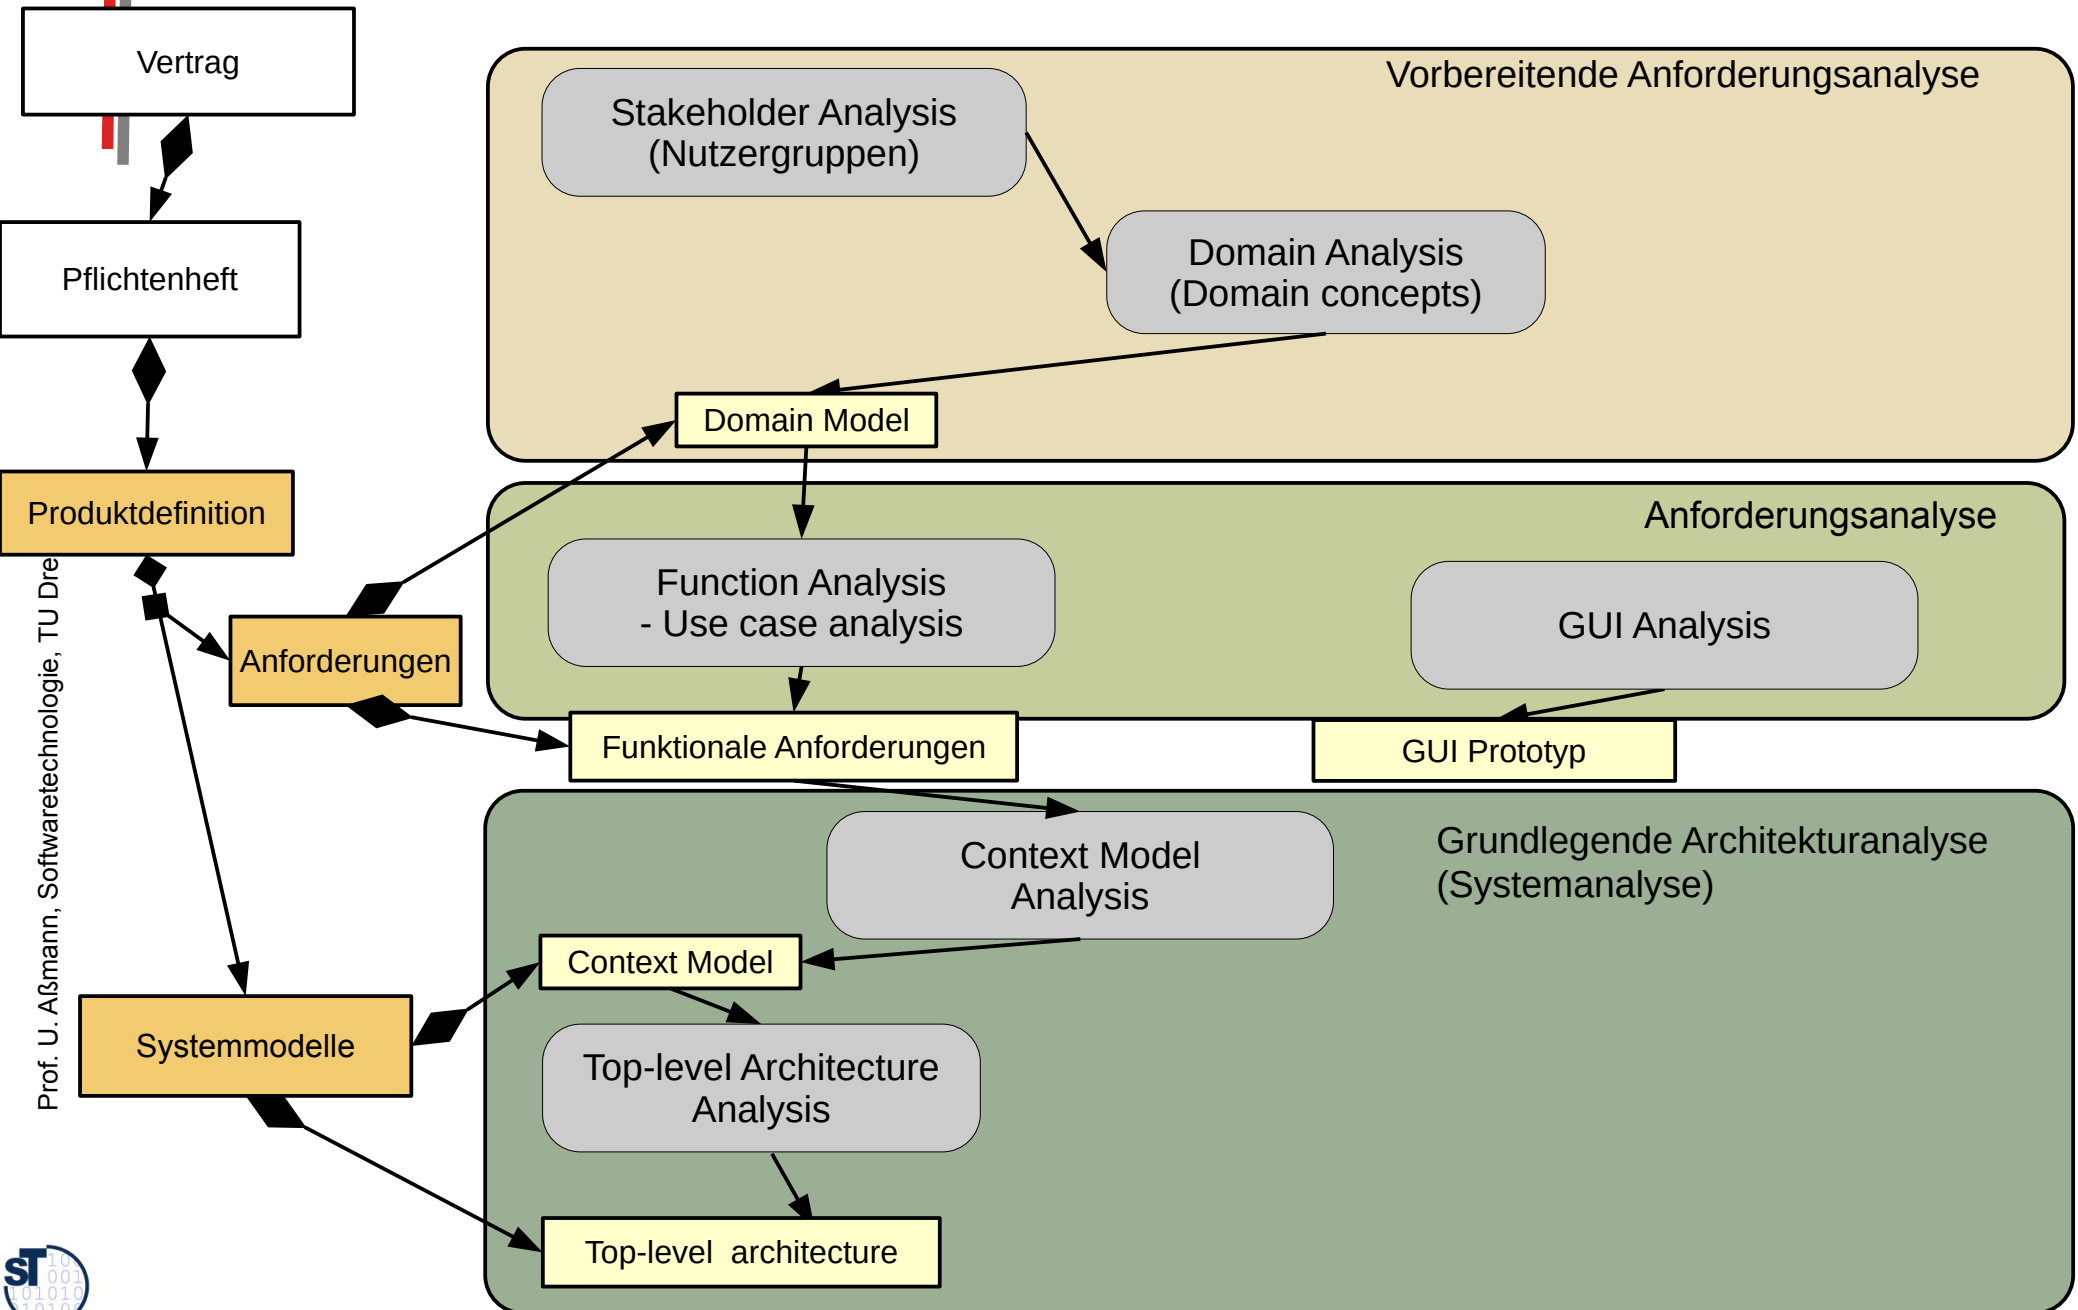 Vertrag
Vorbereitende Anforderungsanalyse
Stakeholder Analysis
(Nutzergruppen)
Domain Analysis
(Domain concepts)
Pflichtenheft
Domain Model
Produktdefinition
Anforderungsanalyse
Function Analysis
- Use case analysis
GUI Analysis
Anforderungen
Funktionale Anforderungen
GUI Prototyp
Context Model
Analysis
Grundlegende Architekturanalyse
(Systemanalyse)
Context Model
Systemmodelle
Top-level Architecture
Analysis
Top-level  architecture
Prof. U. Aßmann, Softwaretechnologie, TU Dre
ST